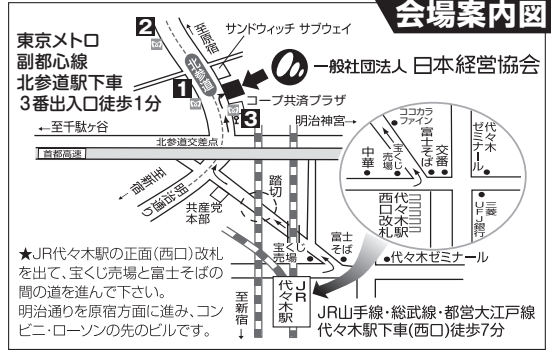 会場案内図
東京メトロ
副都心線
北参道駅下車
3番出入口徒歩1分
2
至原宿
サンドウィッチ サブウェイ
北参道
一般社団法人 日本経営協会
1
コープ共済プラザ
3
明治神宮→
←至千駄ヶ谷
北参道交差点
首都高速
至新宿
明治通り
共産党
本部
踏切
ココカラ
ファイン
中華
宝くじ
売場
富士そば
交番
代々木
ゼミナール
代々木駅
西口改札
三菱
UFJ銀行
宝くじ
売場
富士
そば
代々木ゼミナール
JR
代々木駅
至新宿
★JR代々木駅の正面(西口)改札
を出て、宝くじ売場と富士そばの
間の道を進んで下さい。
明治通りを原宿方面に進み、コン
ビニ・ローソンの先のビルです。
JR山手線・総武線・都営大江戸線
代々木駅下車(西口)徒歩7分